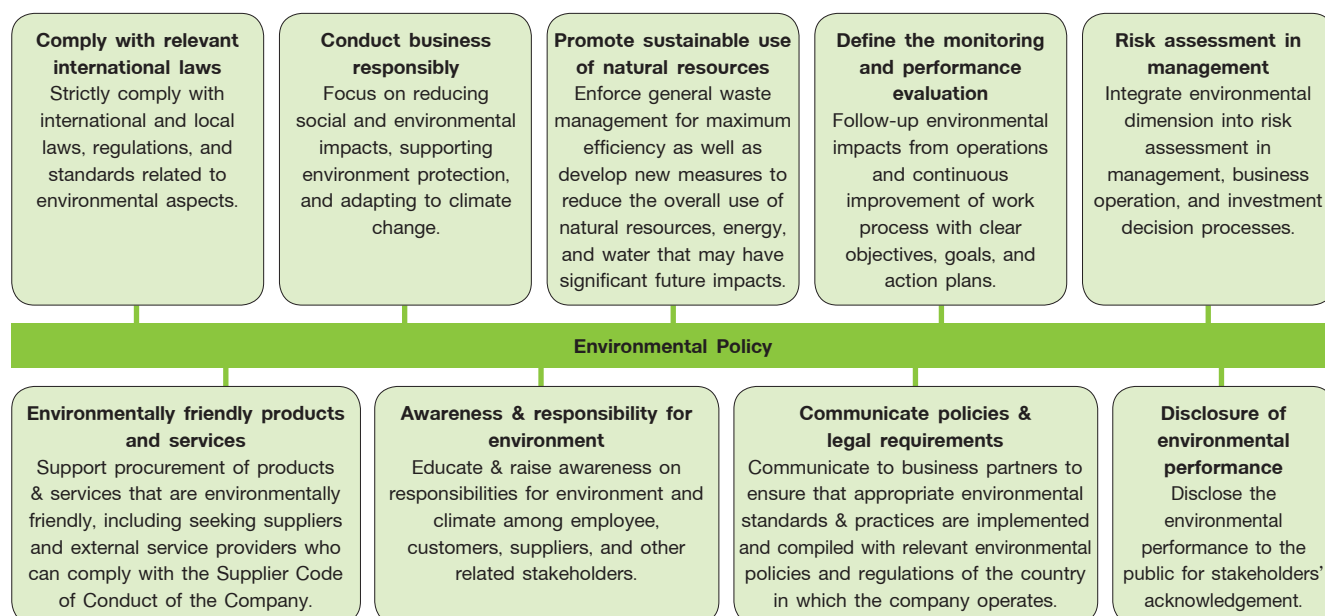 Comply with relevant
international laws
Strictly comply with
international and local
laws, regulations, and
standards related to
environmental aspects.
Conduct business
responsibly
Focus on reducing
social and environmental
impacts, supporting
environment protection,
and adapting to climate
change.
Promote sustainable use
of natural resources
Enforce general waste
management for maximum
efficiency as well as
develop new measures to
reduce the overall use of
natural resources, energy,
and water that may have
significant future impacts.
Define the monitoring
and performance
evaluation
Follow-up environmental
impacts from operations
and continuous
improvement of work
process with clear
objectives, goals, and
action plans.
Risk assessment in
management
Integrate environmental
dimension into risk
assessment in
management, business
operation, and investment
decision processes.
Environmental Policy
Environmentally friendly products
and services
Support procurement of products
& services that are environmentally
friendly, including seeking suppliers
and external service providers who
can comply with the Supplier Code
of Conduct of the Company.
Awareness & responsibility for
environment
Educate & raise awareness on
responsibilities for environment and
climate among employee,
customers, suppliers, and other
related stakeholders.
Communicate policies &
legal requirements
Communicate to business partners to
ensure that appropriate environmental
standards & practices are implemented
and compiled with relevant environmental
policies and regulations of the country
in which the company operates.
Disclosure of
environmental
performance
Disclose the
environmental
performance to the
public for stakeholders'
acknowledgement.